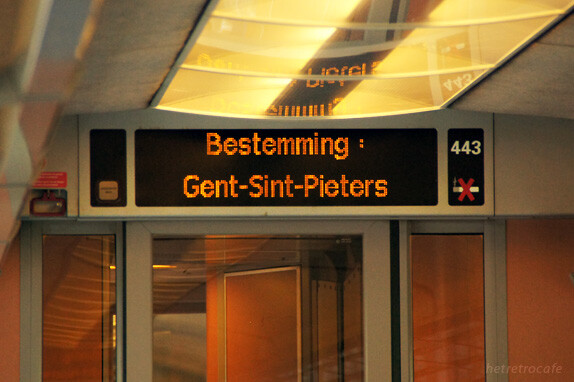 Bestemming :
Gent-Sint-Pieters
443
hetretrocafe